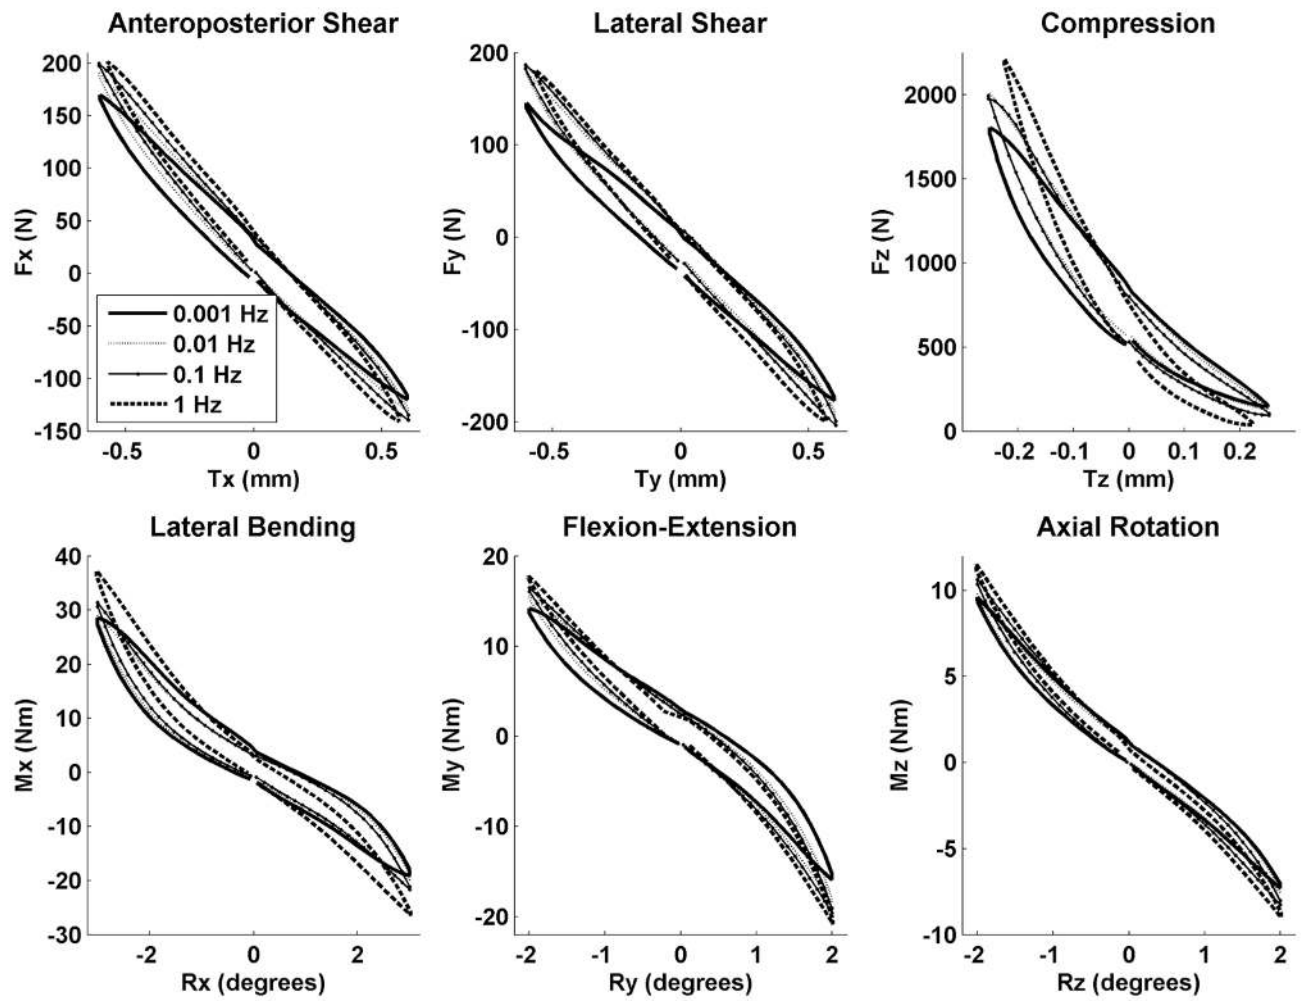 Anteroposterior Shear
Lateral Shear
Compression
200
150
100
50
0
-50
-100
-150
Fx (N)
0.001 Hz
0.01 Hz
0.1 Hz
1 Hz
-0.5 0 0.5
Tx (mm)
200
100
0
-100
-200
Fy (N)
-0.5 0 0.5
Ty (mm)
2000
1500
1000
500
0
Fz (N)
-0.2 -0.1 0 0.1 0.2
Tz (mm)
Lateral Bending
Flexion-Extension
Axial Rotation
40
30
20
10
0
-10
-20
-30
Mx (Nm)
-2 0 2
Rx (degrees)
20
10
0
-10
-20
My (Nm)
-2 -1 0 1 2
Ry (degrees)
10
5
0
-5
-10
Mz (Nm)
-2 -1 0 1 2
Rz (degrees)